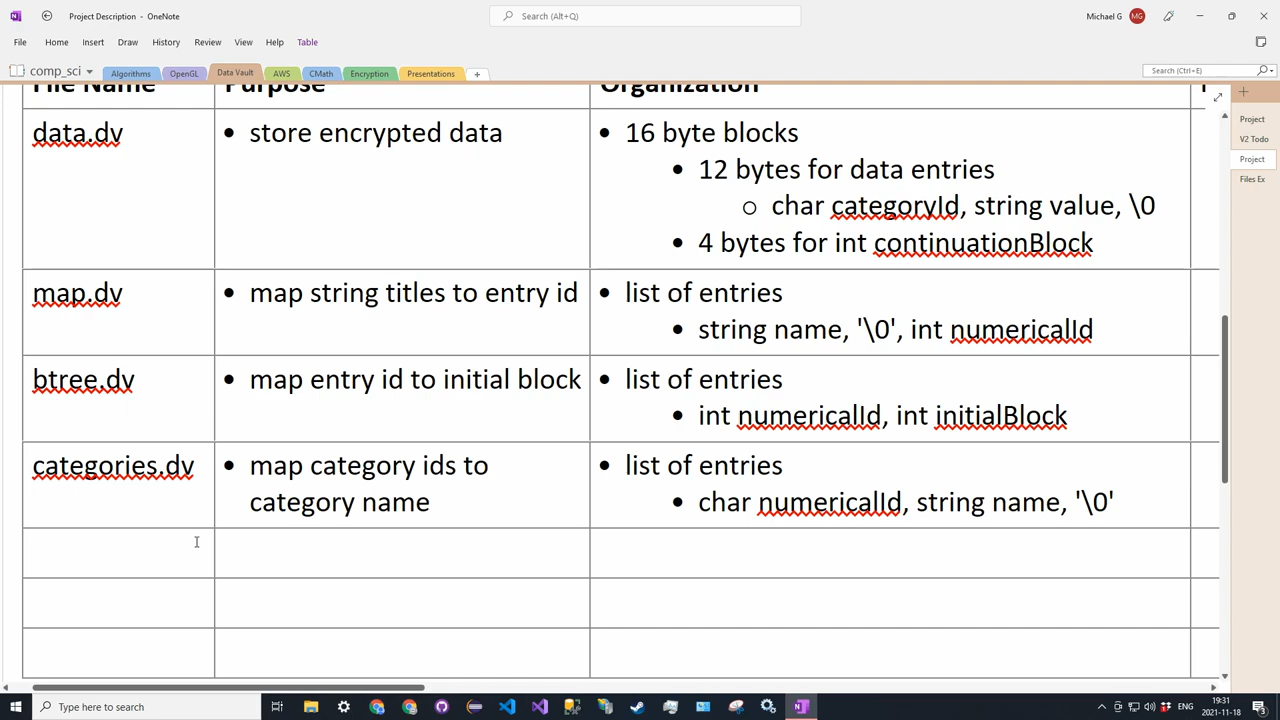 Project Description - OneNote
Search (Alt+Q)
Michael G
MG
File Home Insert Draw History Review View Help Table
comp_sci
Algorithms OpenGL Data Vault AWS CMath Encryption Presentations +
Search (Ctrl+E)
File Name Purpose Organization
data.dv
• store encrypted data
• 16 byte blocks
• 12 bytes for data entries
o char categoryId, string value, \0
• 4 bytes for int continuationBlock
map.dv
• map string titles to entry id
• list of entries
• string name, '\0', int numericalId
btree.dv
• map entry id to initial block
• list of entries
• int numericalId, int initialBlock
categories.dv
• map category ids to
category name
• list of entries
• char numericalId, string name, '\0'
Project
V2 Todo
Project
Files Ex
Type here to search
ENG
19:31
2021-11-18
3